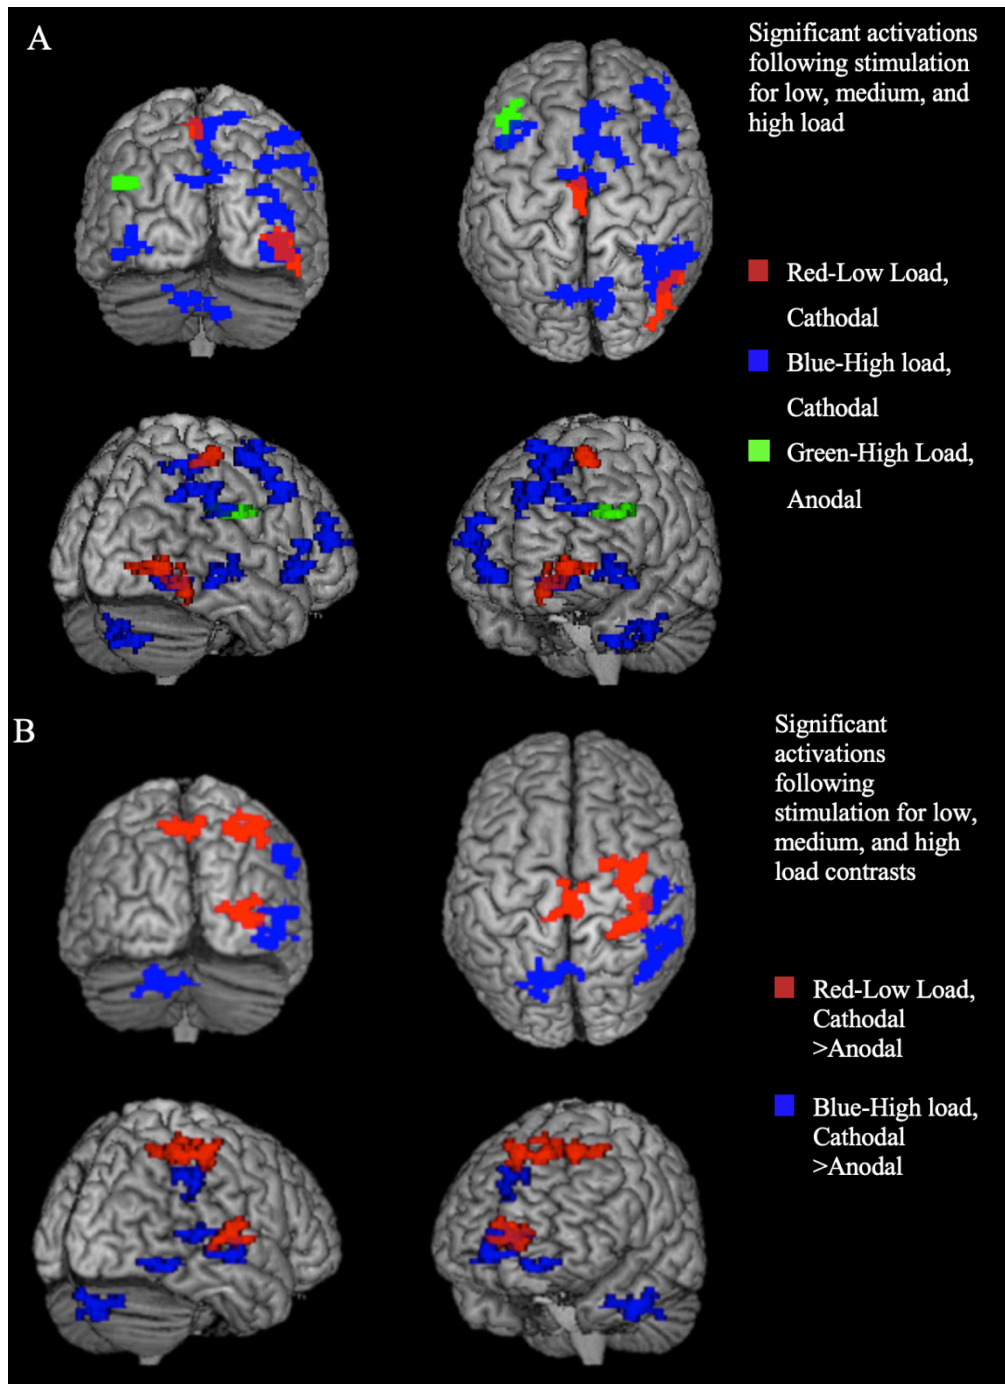 A
Significant activations
following stimulation
for low, medium, and
high load
Red-Low Load,
Cathodal
Blue-High load,
Cathodal
Green-High Load,
Anodal
B
Significant
activations
following
stimulation for low,
medium, and high
load contrasts
Red-Low Load,
Cathodal
>Anodal
Blue-High load,
Cathodal
>Anodal